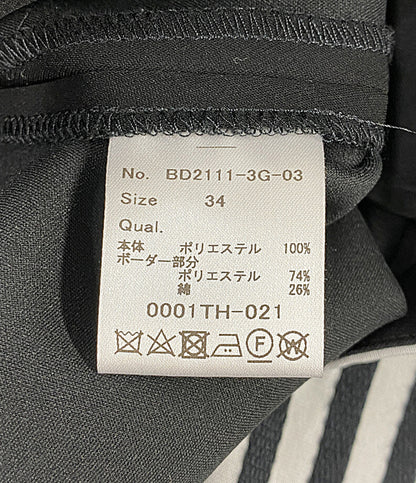 No. BD2111-3G-03
Size 34
Qual.
本体 ポリエステル 100%
ボーダー部分
ポリエステル 74%
綿 26%
0001TH-021
F W